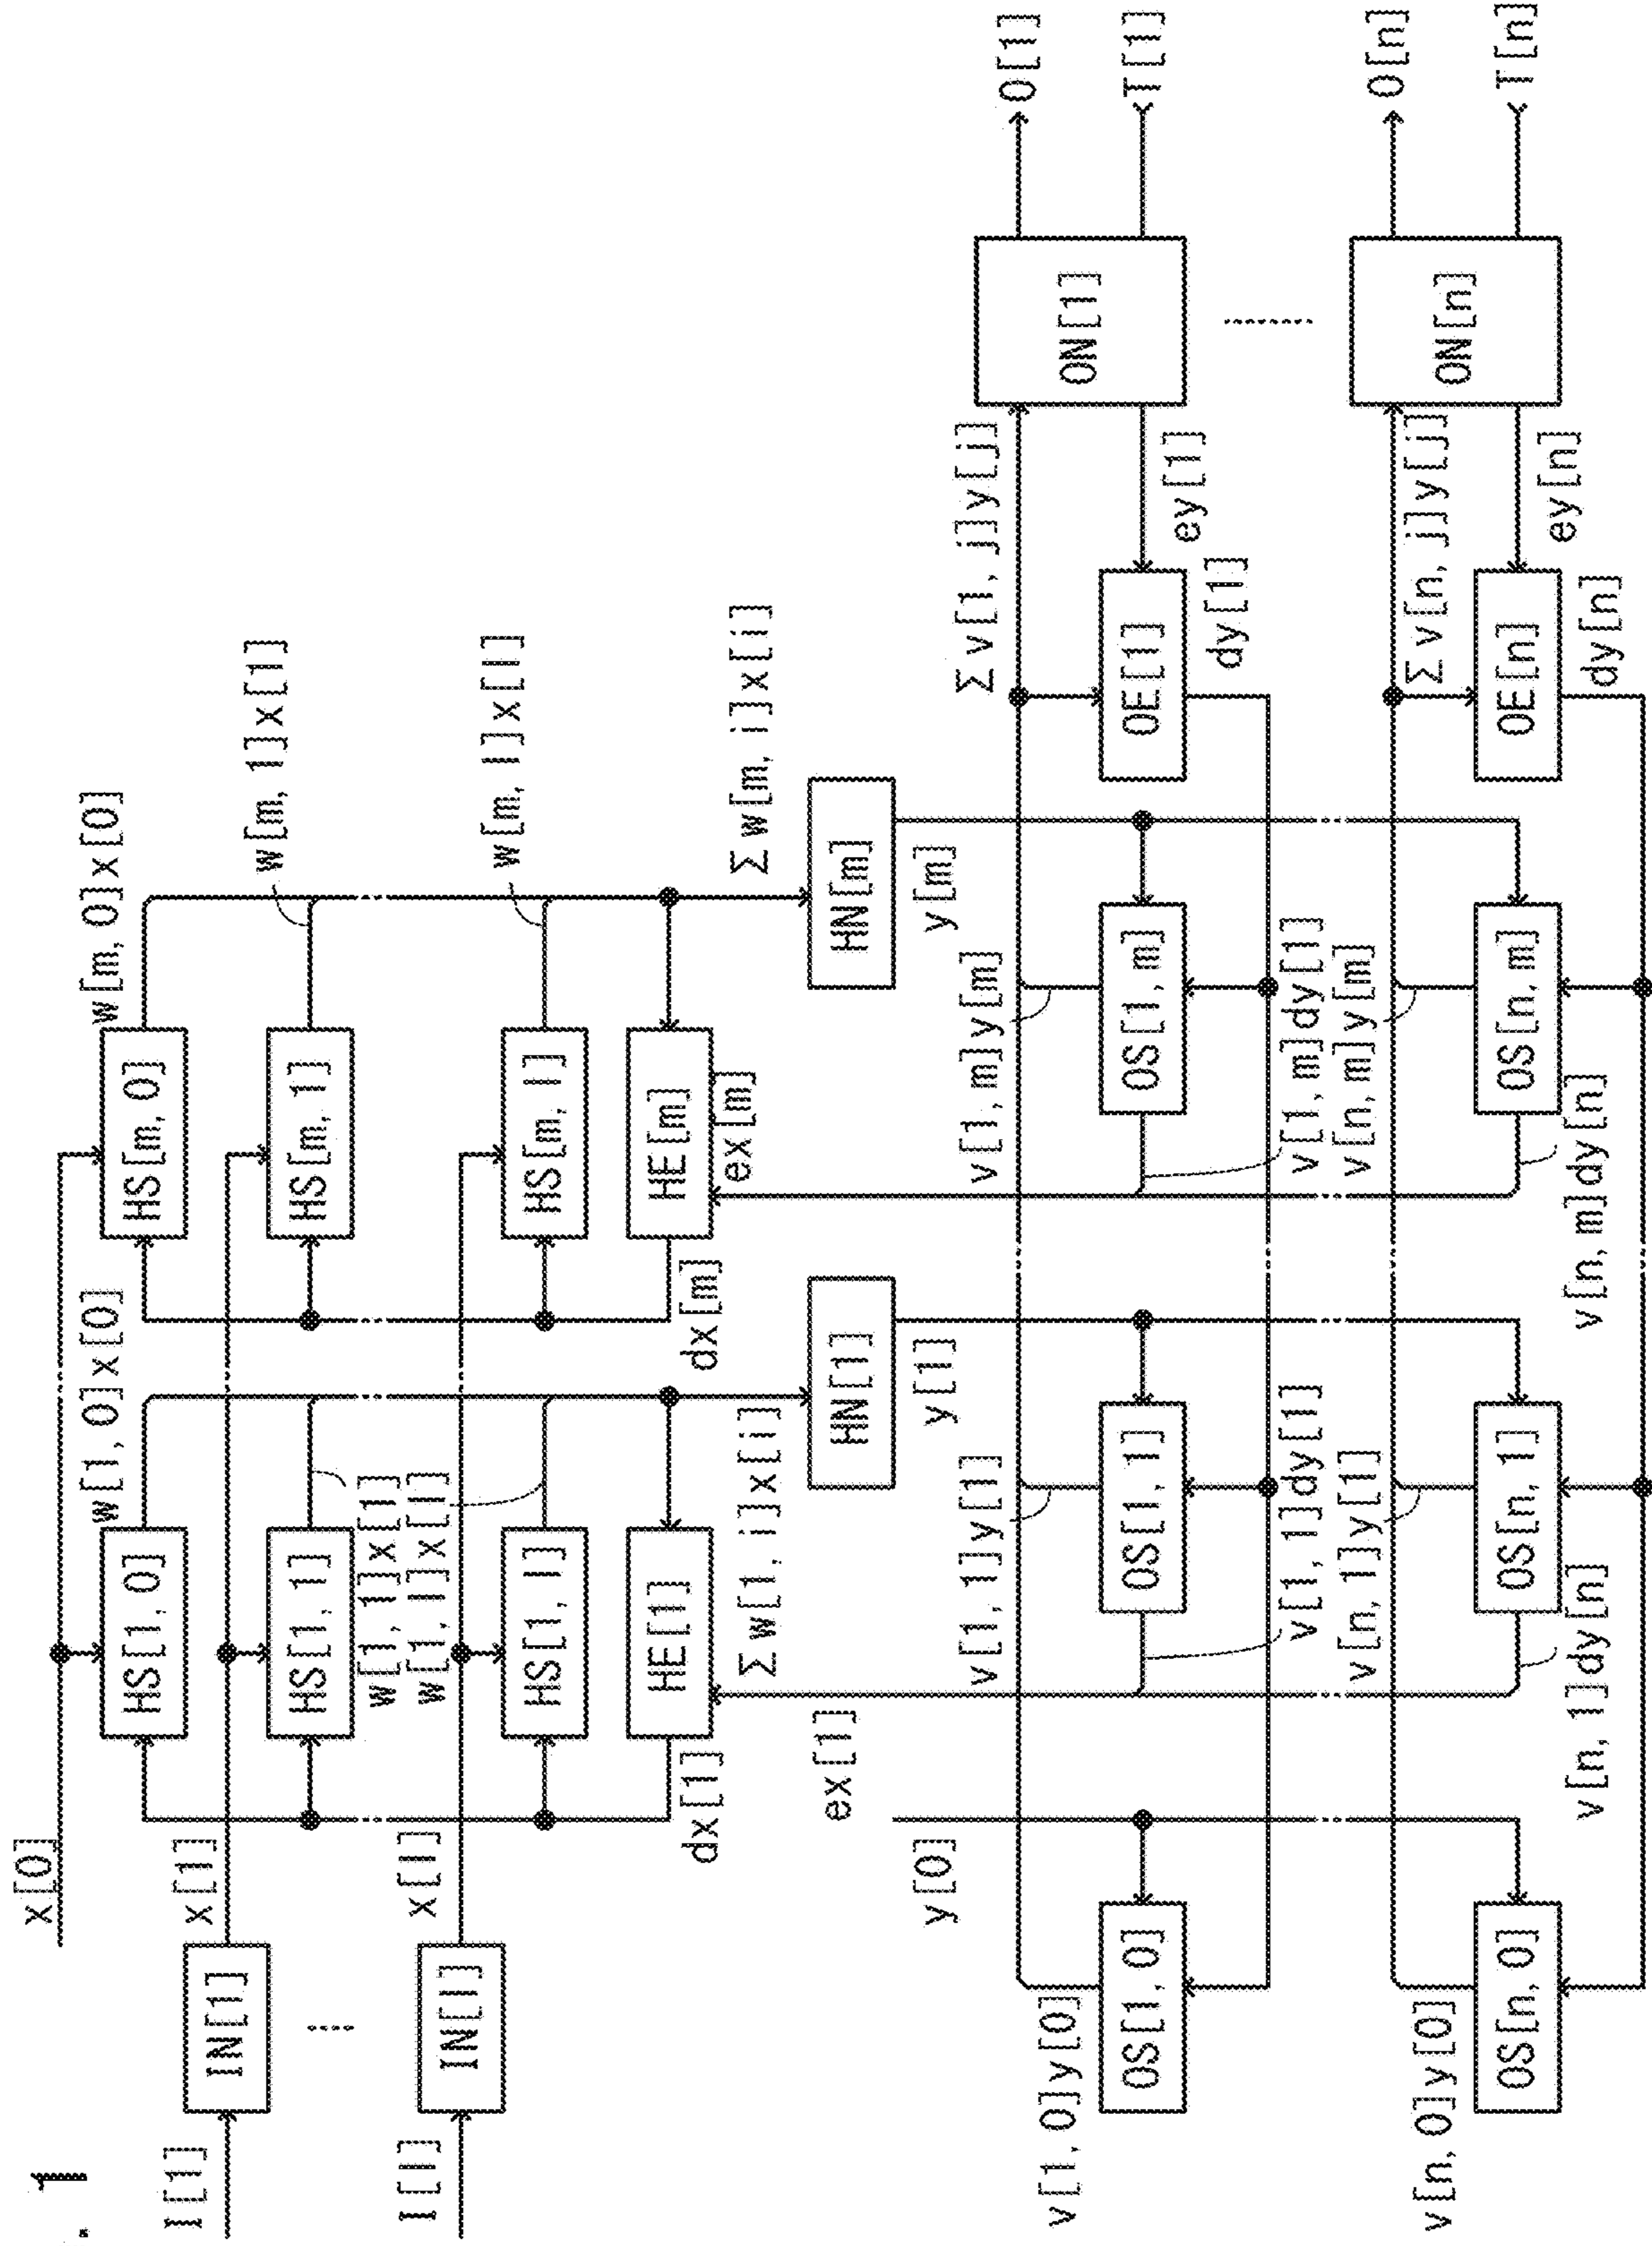 . 1
x[0]
w[1, 0]x[0]
w[m, 0]x[0]
HS[1, 0]
HS[m, 0]
I[1]
IN[1]
x[1]
HS[1, 1]
w[1, 1]x[1]
HS[m, 1]
w[m, 1]x[1]
I[l]
IN[l]
x[l]
HS[1, l]
w[1, l]x[l]
HS[m, l]
w[m, l]x[l]
dx[1]
HE[1]
Σw[1, i]x[i]
dx[m]
HE[m]
ex[m]
Σw[m, i]x[i]
ex[1]
HN[1]
HN[m]
y[0]
y[1]
y[m]
v[1, 0]y[0]
v[1, 1]y[1]
v[1, m]y[m]
Σv[1, j]y[j]
O[1]
OS[1, 0]
OS[1, 1]
OS[1, m]
OE[1]
ey[1]
ON[1]
T[1]
v[1, 1]dy[1]
v[1, m]dy[1]
dy[1]
v[n, 0]y[0]
v[n, 1]y[1]
v[n, m]y[m]
Σv[n, j]y[j]
O[n]
OS[n, 0]
OS[n, 1]
OS[n, m]
OE[n]
ey[n]
ON[n]
T[n]
v[n, 1]dy[n]
v[n, m]dy[n]
dy[n]